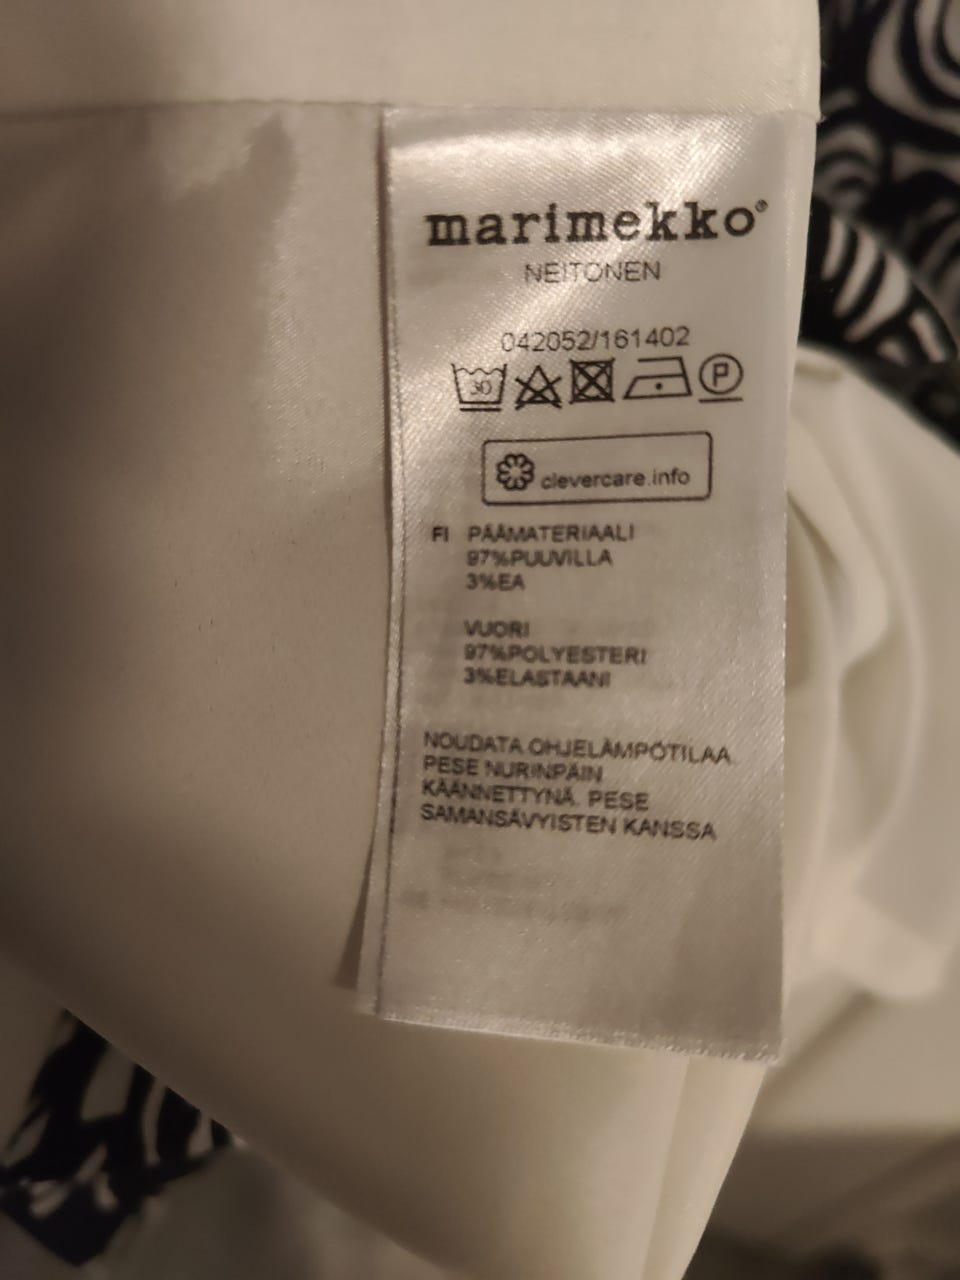 marimekko®
NEITONEN
042052/161402
30 P
clevercare.info
FI PÄÄMATERIAALI
97%PUUVILLA
3%EA
VUORI
97%POLYESTERI
3%ELASTAANI
NOUDATA OHJELÄMPÖTILAA
PESE NURINPÄIN
KÄÄNNETTYNÄ. PESE
SAMANSÄVYISTEN KANSSA